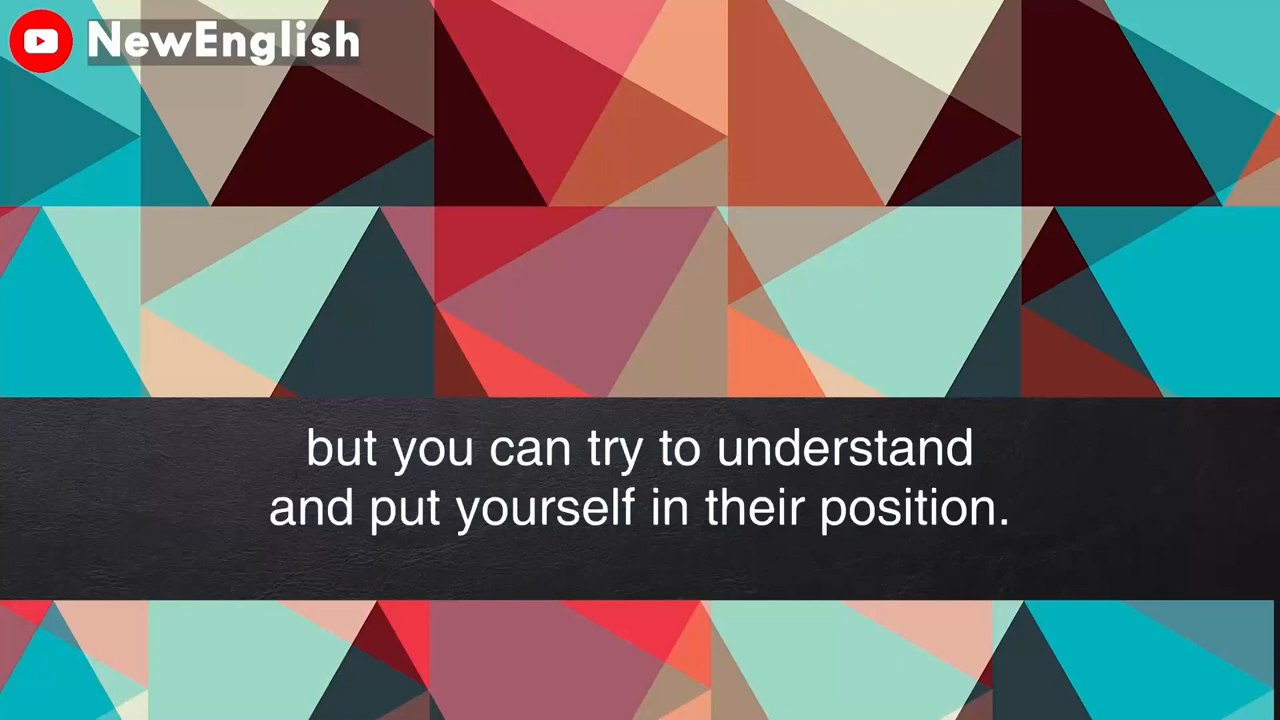 NewEnglish
but you can try to understand
and put yourself in their position.